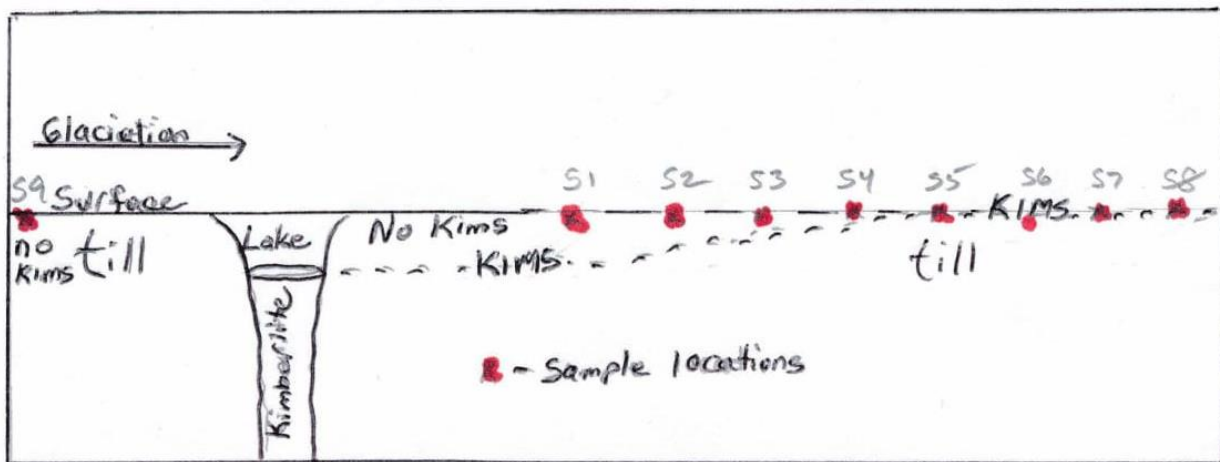 Glaciation
S9 Surface
S1 S2 S3 S4 S5 S6 S7 S8
no till
Kims
Lake
No Kims
KIMS
KIMS
till
Kimberlite
- Sample locations